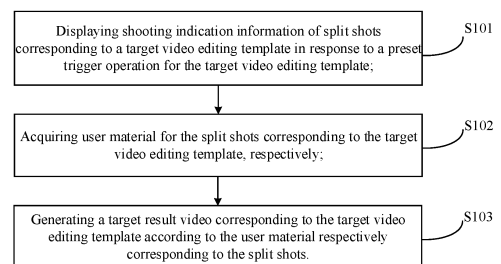 Displaying shooting indication information of split shots
corresponding to a target video editing template in response to a preset
trigger operation for the target video editing template;
S101
Acquiring user material for the split shots corresponding to the target
video editing template, respectively;
S102
Generating a target result video corresponding to the target video
editing template according to the user material respectively
corresponding to the split shots.
S103